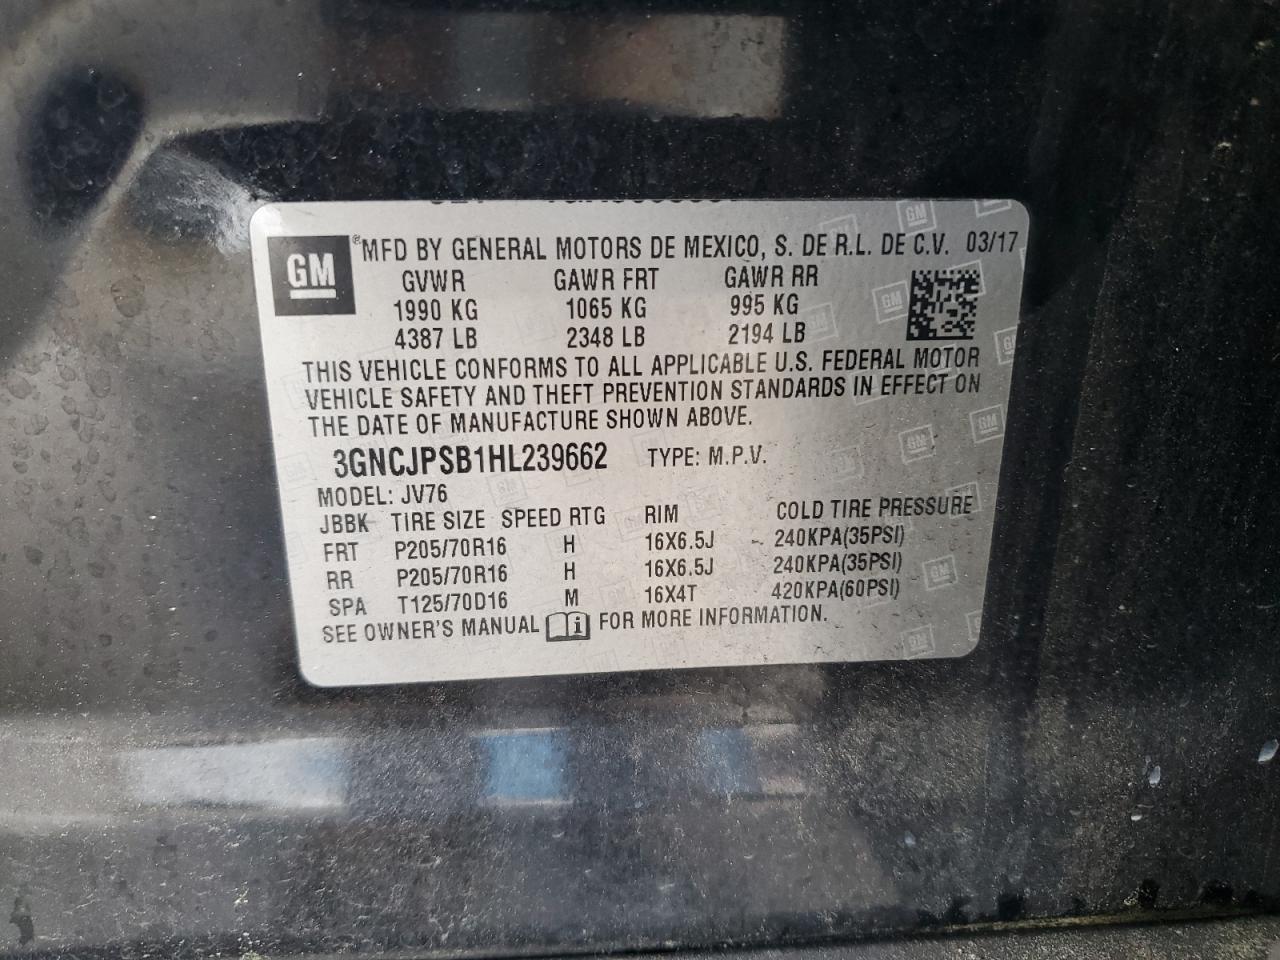 GM® MFD BY GENERAL MOTORS DE MEXICO, S. DE R.L. DE C.V. 03/17
GVWR GAWR FRT GAWR RR
1990 KG 1065 KG 995 KG
4387 LB 2348 LB 2194 LB
THIS VEHICLE CONFORMS TO ALL APPLICABLE U.S. FEDERAL MOTOR
VEHICLE SAFETY AND THEFT PREVENTION STANDARDS IN EFFECT ON
THE DATE OF MANUFACTURE SHOWN ABOVE.
3GNCJPSB1HL239662 TYPE: M.P.V.
MODEL: JV76
JBBK TIRE SIZE SPEED RTG RIM COLD TIRE PRESSURE
FRT P205/70R16 H 16X6.5J 240KPA(35PSI)
RR P205/70R16 H 16X6.5J 240KPA(35PSI)
SPA T125/70D16 M 16X4T 420KPA(60PSI)
SEE OWNER'S MANUAL i FOR MORE INFORMATION.